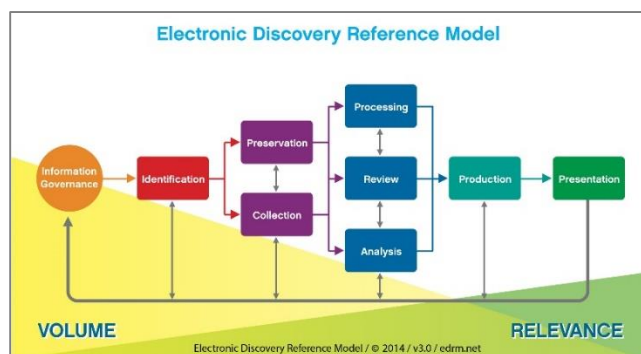 Electronic Discovery Reference Model
Processing
Preservation
Information
Governance
Identification
Review
Production
Presentation
Collection
Analysis
VOLUME
RELEVANCE
Electronic Discovery Reference Model / © 2014 / v3.0 / edrm.net